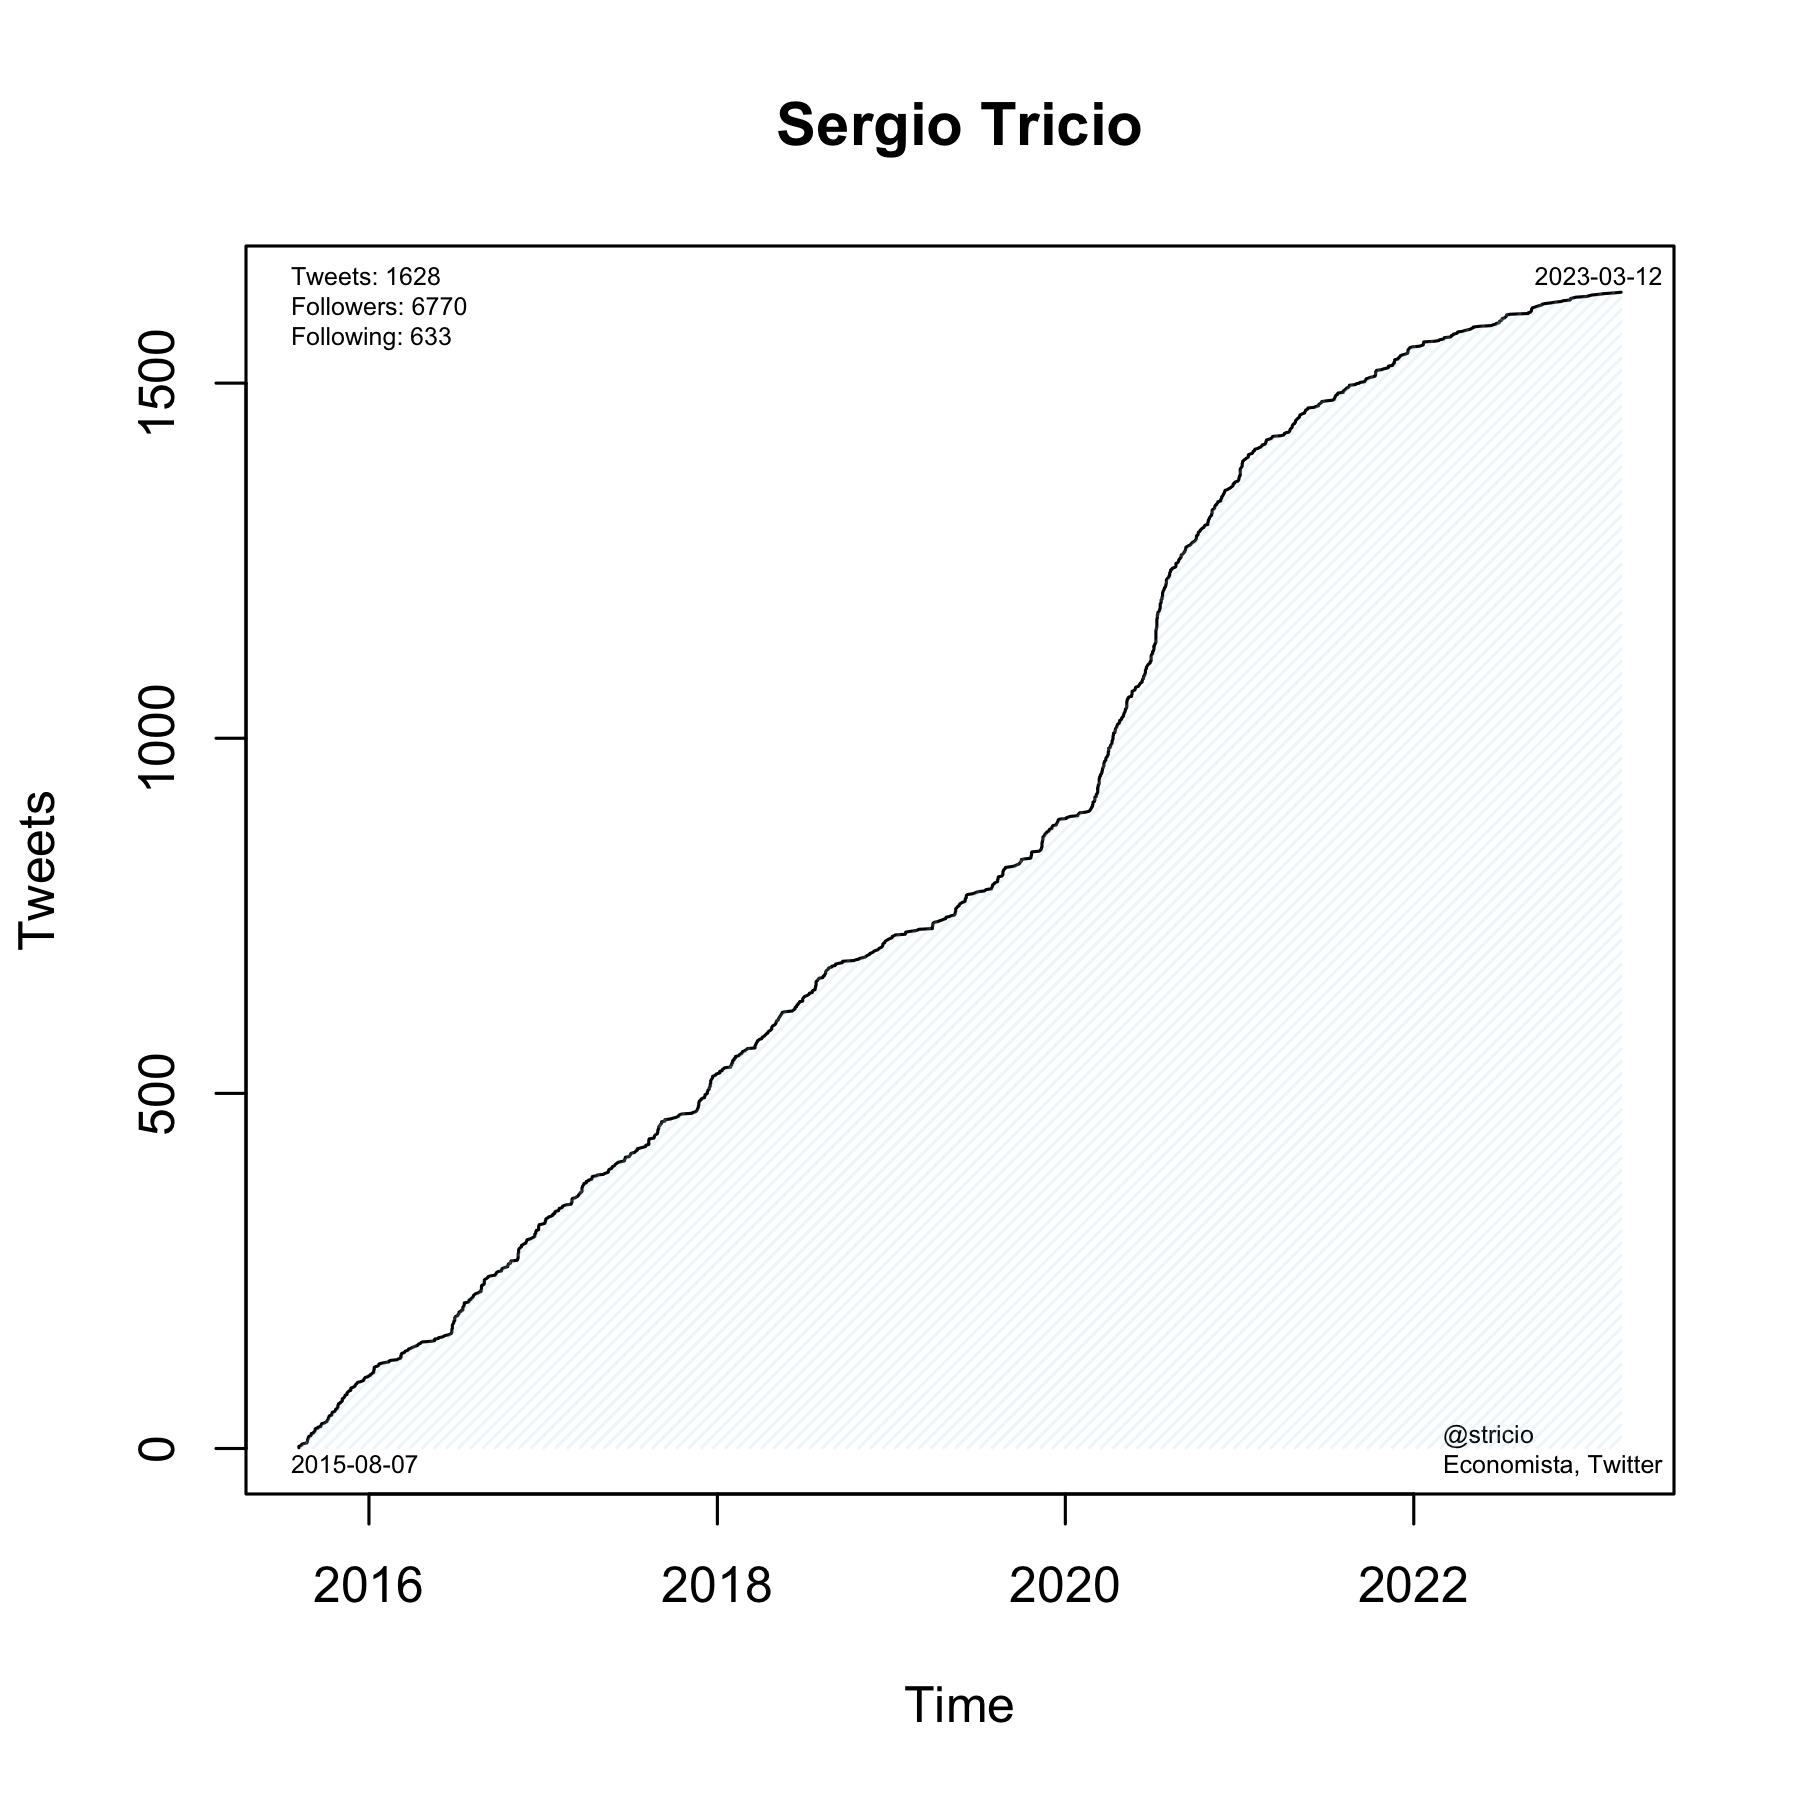 Sergio Tricio
Tweets: 1628
Followers: 6770
Following: 633
2023-03-12
1500
1000
500
0
Tweets
@stricio
Economista, Twitter
2015-08-07
2016
2018
2020
2022
Time